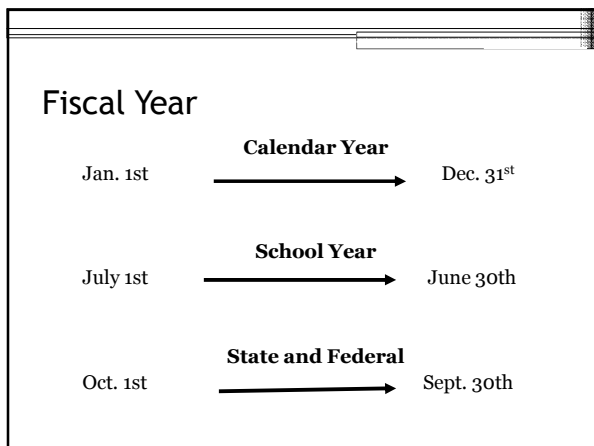 Fiscal Year
Calendar Year
Jan. 1st Dec. 31st
School Year
July 1st June 30th
State and Federal
Oct. 1st Sept. 30th